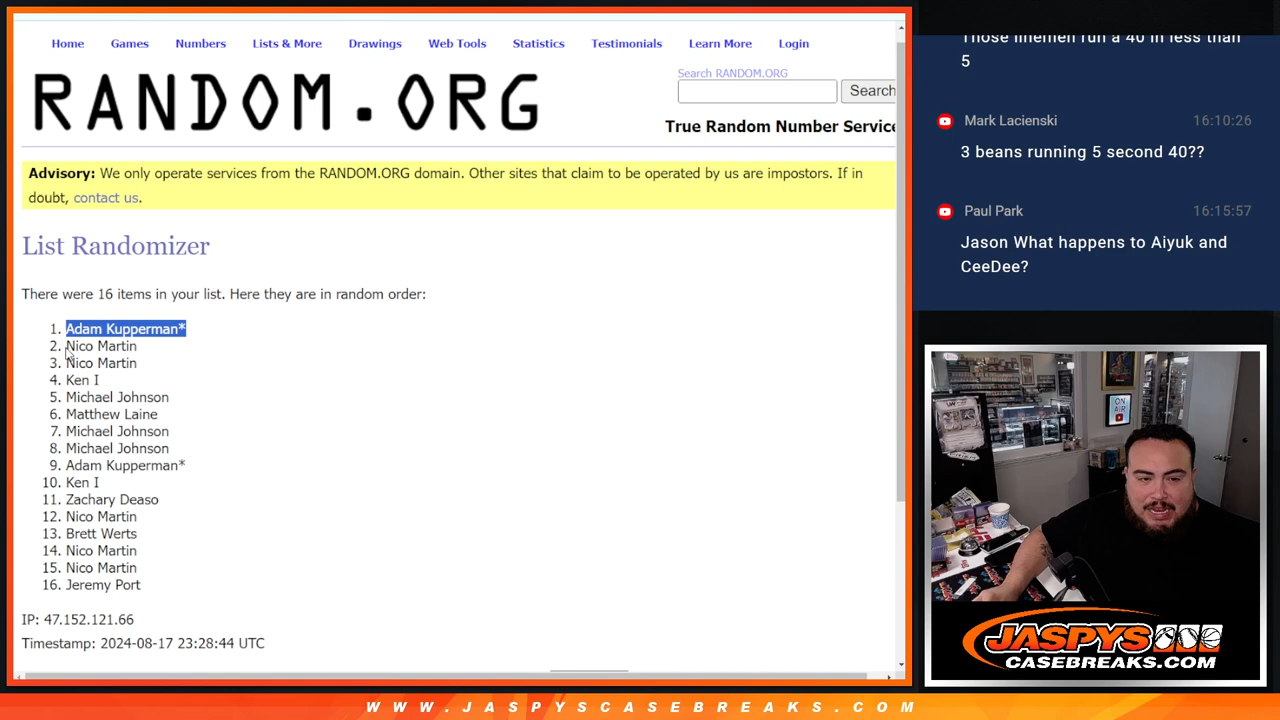 Home Games Numbers Lists & More Drawings Web Tools Statistics Testimonials Learn More Login
RANDOM.ORG
Search RANDOM.ORG
Search
True Random Number Service
Advisory: We only operate services from the RANDOM.ORG domain. Other sites that claim to be operated by us are impostors. If in
doubt, contact us.
List Randomizer
There were 16 items in your list. Here they are in random order:
1. Adam Kupperman*
2. Nico Martin
3. Nico Martin
4. Ken I
5. Michael Johnson
6. Matthew Laine
7. Michael Johnson
8. Michael Johnson
9. Adam Kupperman*
10. Ken I
11. Zachary Deaso
12. Nico Martin
13. Brett Werts
14. Nico Martin
15. Nico Martin
16. Jeremy Port
IP: 47.152.121.66
Timestamp: 2024-08-17 23:28:44 UTC
Those linemen run a 40 in less than
5
Mark Lacienski 16:10:26
3 beans running 5 second 40??
Paul Park 16:15:57
Jason What happens to Aiyuk and
CeeDee?
ON
AIR
JASPYS
CASEBREAKS.COM
WWW.JASPYSCASEBREAKS.COM